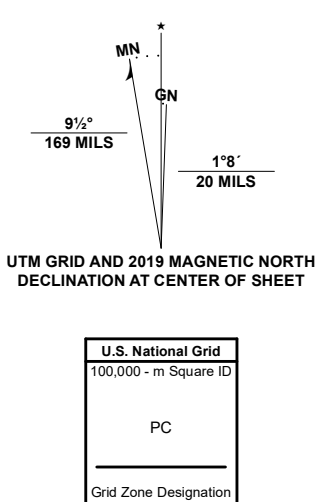 ★
MN
GN
9½°
169 MILS
1°8´
20 MILS
UTM GRID AND 2019 MAGNETIC NORTH
DECLINATION AT CENTER OF SHEET
U.S. National Grid
100,000 - m Square ID
PC
Grid Zone Designation